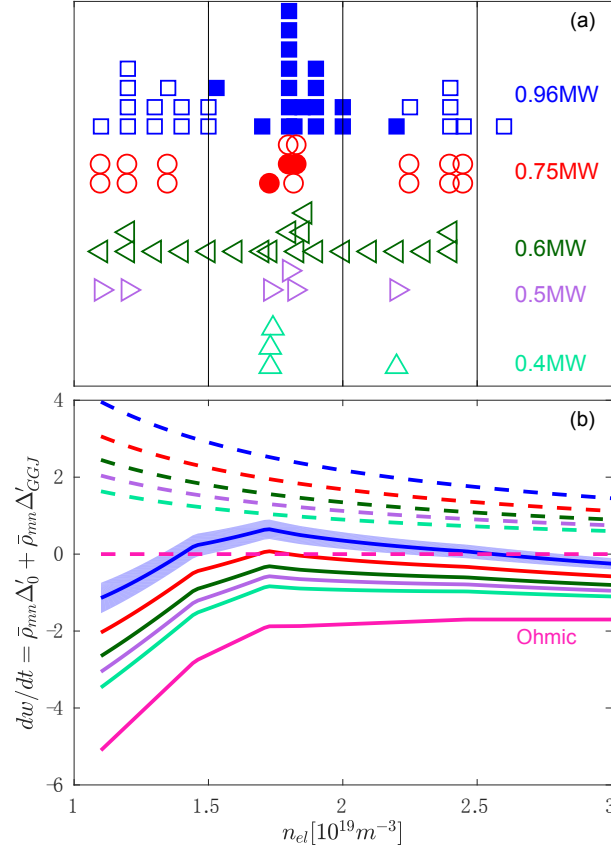 (a)
0.96MW
0.75MW
0.6MW
0.5MW
0.4MW
(b)
4
2
0
-2
-4
-6
dw/dt = ρ̄ₘₙΔ′₀ + ρ̄ₘₙΔ′_GGJ
Ohmic
1 1.5 2 2.5 3
nₑₗ[10¹⁹m⁻³]